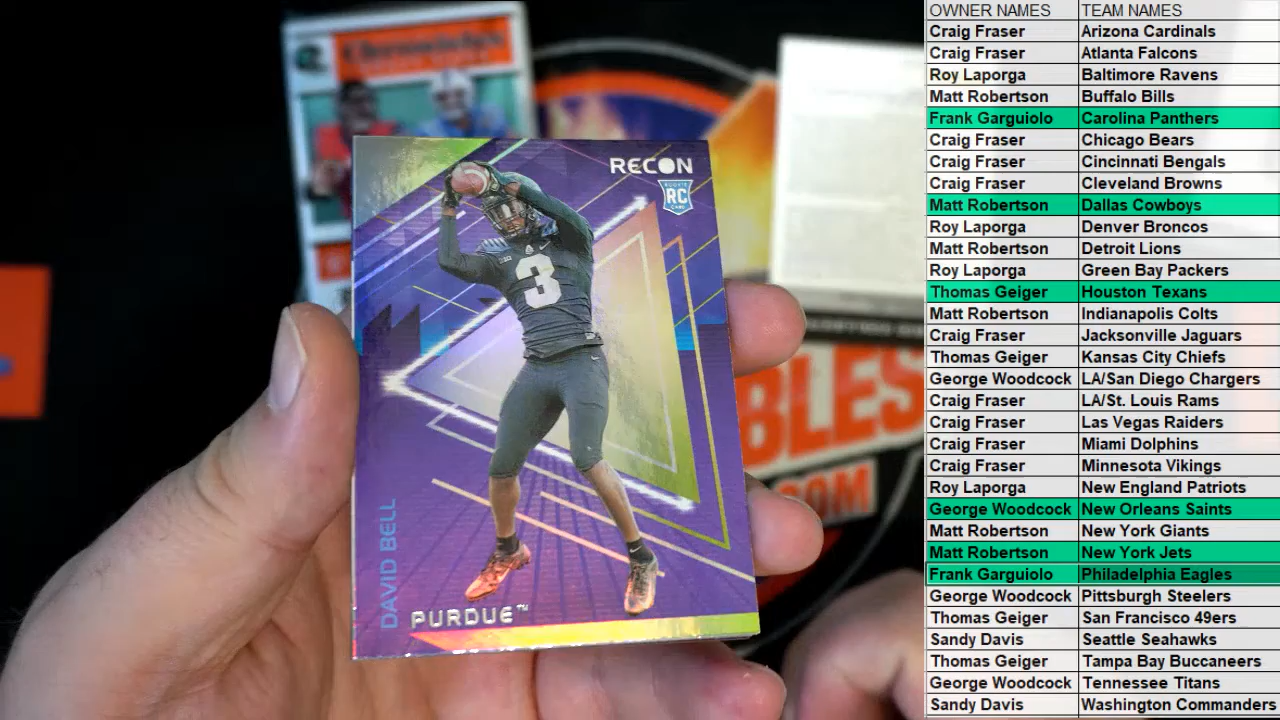 Chronicles
RECON
ROOKIE
RC
CARD
3
DAVID BELL
PURDUE™
BLES
.COM
OWNER NAMES TEAM NAMES
Craig Fraser Arizona Cardinals
Craig Fraser Atlanta Falcons
Roy Laporga Baltimore Ravens
Matt Robertson Buffalo Bills
Frank Garguiolo Carolina Panthers
Craig Fraser Chicago Bears
Craig Fraser Cincinnati Bengals
Craig Fraser Cleveland Browns
Matt Robertson Dallas Cowboys
Roy Laporga Denver Broncos
Matt Robertson Detroit Lions
Roy Laporga Green Bay Packers
Thomas Geiger Houston Texans
Matt Robertson Indianapolis Colts
Craig Fraser Jacksonville Jaguars
Thomas Geiger Kansas City Chiefs
George Woodcock LA/San Diego Chargers
Craig Fraser LA/St. Louis Rams
Craig Fraser Las Vegas Raiders
Craig Fraser Miami Dolphins
Craig Fraser Minnesota Vikings
Roy Laporga New England Patriots
George Woodcock New Orleans Saints
Matt Robertson New York Giants
Matt Robertson New York Jets
Frank Garguiolo Philadelphia Eagles
George Woodcock Pittsburgh Steelers
Thomas Geiger San Francisco 49ers
Sandy Davis Seattle Seahawks
Thomas Geiger Tampa Bay Buccaneers
George Woodcock Tennessee Titans
Sandy Davis Washington Commanders